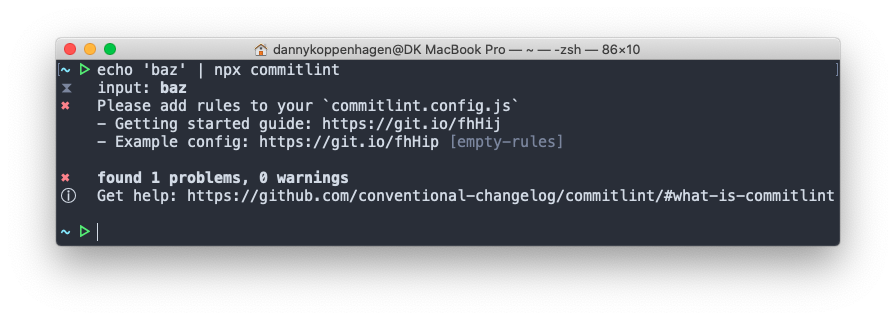 dannykoppenhagen@DK MacBook Pro — ~ — -zsh — 86×10
[~ ▷ echo 'baz' | npx commitlint ]
⧗ input: baz
✖ Please add rules to your `commitlint.config.js`
- Getting started guide: https://git.io/fhHij
- Example config: https://git.io/fhHip [empty-rules]
✖ found 1 problems, 0 warnings
ⓘ Get help: https://github.com/conventional-changelog/commitlint/#what-is-commitlint
~ ▷